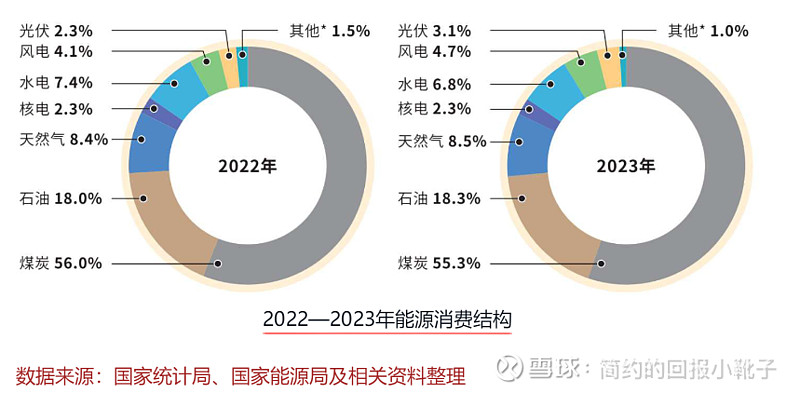 光伏 2.3%
风电 4.1%
水电 7.4%
核电 2.3%
天然气 8.4%
石油 18.0%
煤炭 56.0%
其他* 1.5%
2022年
光伏 3.1%
风电 4.7%
水电 6.8%
核电 2.3%
天然气 8.5%
石油 18.3%
煤炭 55.3%
其他* 1.0%
2023年
2022—2023年能源消费结构
数据来源：国家统计局、国家能源局及相关资料整理
雪球：简约的回报小靴子